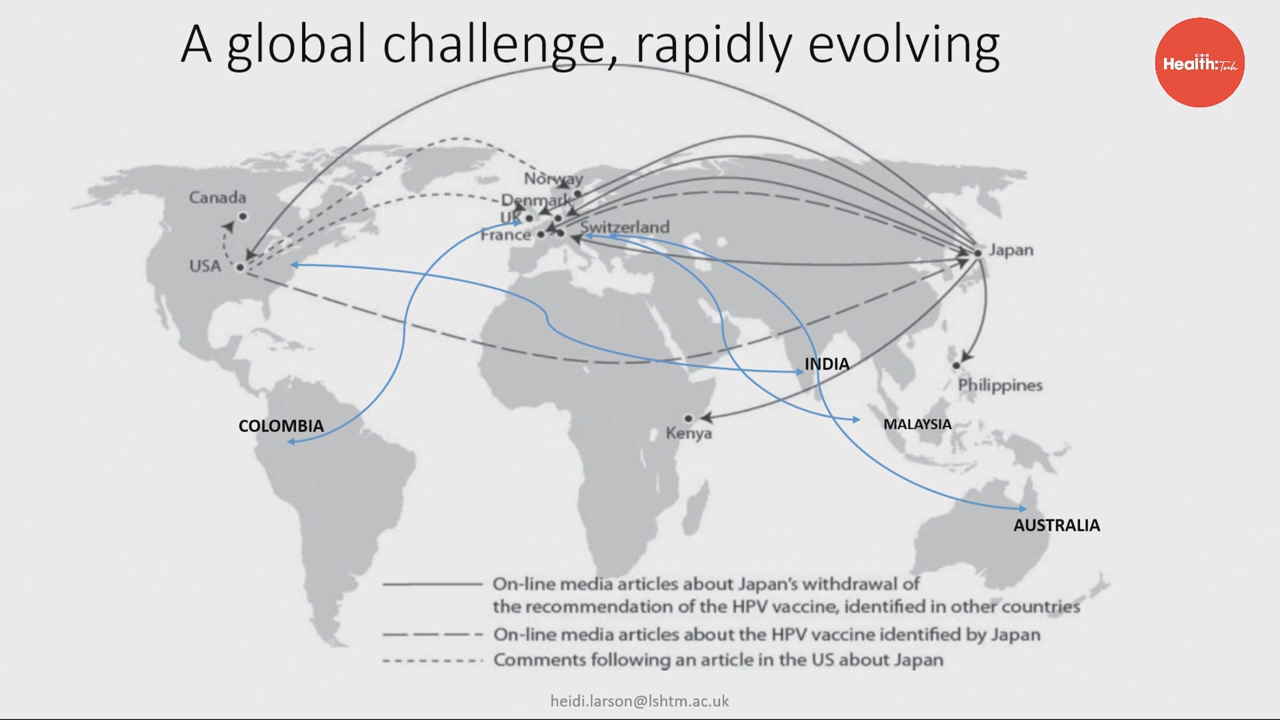 A global challenge, rapidly evolving
Health:Tech
Norway
Canada
Denmark
UK
Switzerland
France
Japan
USA
INDIA
Philippines
COLOMBIA
MALAYSIA
Kenya
AUSTRALIA
On-line media articles about Japan's withdrawal of
the recommendation of the HPV vaccine, identified in other countries
On-line media articles about the HPV vaccine identified by Japan
Comments following an article in the US about Japan
heidi.larson@lshtm.ac.uk